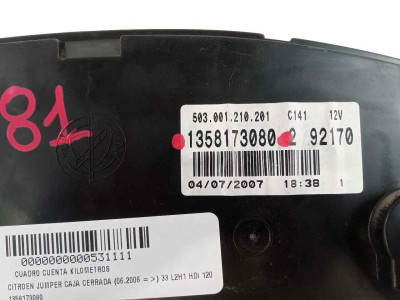 81
503.001.210.201 C141 12V
1358173080 2 92170
04/07/2007 18:38 1
0000000000531111
CUADRO CUENTA KILOMETROS
CITROEN JUMPER CAJA CERRADA (06.2006 =>) 33 L2H1 HDi 120
1358173080